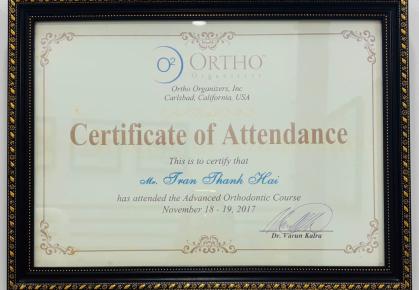 O2 ORTHO™
Organizers
Ortho Organizers, Inc
Carlsbad, California, USA
Certificate of Attendance
This is to certify that
Mr. Tran Thanh Hai
has attended the Advanced Orthodontic Course
November 18 - 19, 2017
Dr. Varun Kalra